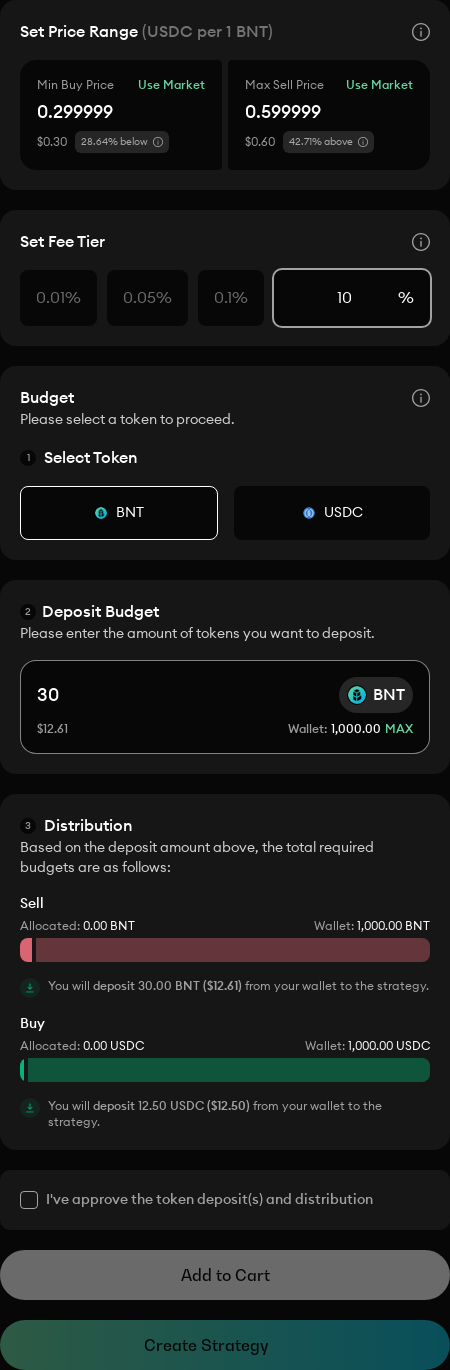 Set Price Range (USDC per 1 BNT)
Min Buy Price Use Market
0.299999
$0.30 28.64% below
Max Sell Price Use Market
0.599999
$0.60 42.71% above
Set Fee Tier
0.01% 0.05% 0.1% 10 %
Budget
Please select a token to proceed.
1 Select Token
BNT USDC
2 Deposit Budget
Please enter the amount of tokens you want to deposit.
30 BNT
$12.61 Wallet: 1,000.00 MAX
3 Distribution
Based on the deposit amount above, the total required
budgets are as follows:
Sell
Allocated: 0.00 BNT Wallet: 1,000.00 BNT
You will deposit 30.00 BNT ($12.61) from your wallet to the strategy.
Buy
Allocated: 0.00 USDC Wallet: 1,000.00 USDC
You will deposit 12.50 USDC ($12.50) from your wallet to the
strategy.
I've approve the token deposit(s) and distribution
Add to Cart
Create Strategy